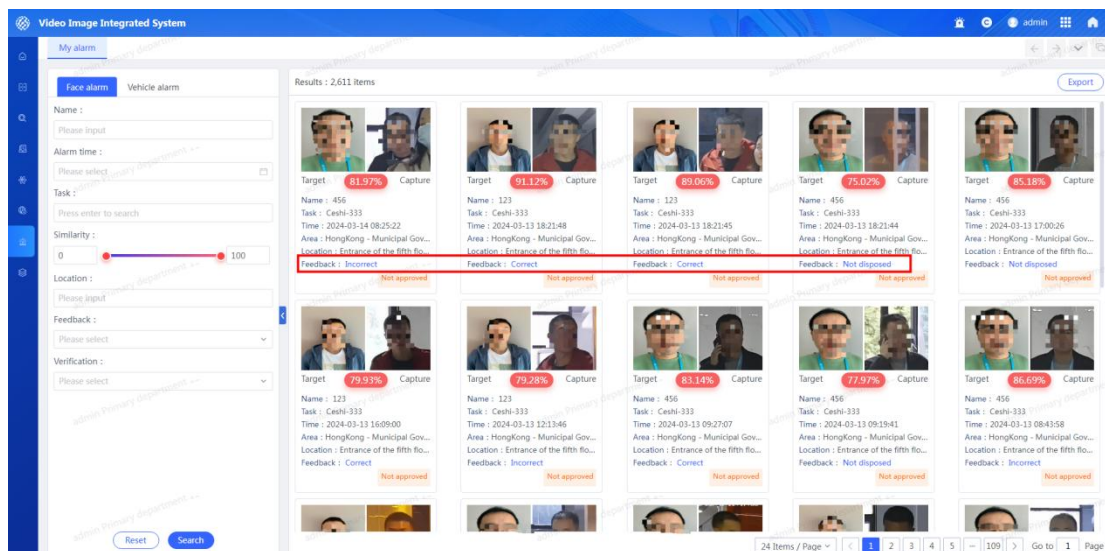 Video Image Integrated System
admin
My alarm
Face alarm Vehicle alarm
Name :
Please input
Alarm time :
Please select
Task :
Press enter to search
Similarity :
0 100
Location :
Please input
Feedback :
Please select
Verification :
Please select
Reset Search
Results : 2,611 items
Export
Target 81.97% Capture
Name : 456
Task : Ceshi-333
Time : 2024-03-14 08:25:22
Area : HongKong - Municipal Gov...
Location : Entrance of the fifth flo...
Feedback : Incorrect
Not approved
Target 91.12% Capture
Name : 123
Task : Ceshi-333
Time : 2024-03-13 18:21:48
Area : HongKong - Municipal Gov...
Location : Entrance of the fifth flo...
Feedback : Correct
Not approved
Target 89.06% Capture
Name : 123
Task : Ceshi-333
Time : 2024-03-13 18:21:45
Area : HongKong - Municipal Gov...
Location : Entrance of the fifth flo...
Feedback : Correct
Not approved
Target 75.02% Capture
Name : 456
Task : Ceshi-333
Time : 2024-03-13 18:21:44
Area : HongKong - Municipal Gov...
Location : Entrance of the fifth flo...
Feedback : Not disposed
Not approved
Target 85.18% Capture
Name : 456
Task : Ceshi-333
Time : 2024-03-13 17:00:26
Area : HongKong - Municipal Gov...
Location : Entrance of the fifth flo...
Feedback : Not disposed
Not approved
Target 79.93% Capture
Name : 123
Task : Ceshi-333
Time : 2024-03-13 16:09:00
Area : HongKong - Municipal Gov...
Location : Entrance of the fifth flo...
Feedback : Correct
Not approved
Target 79.28% Capture
Name : 123
Task : Ceshi-333
Time : 2024-03-13 12:13:46
Area : HongKong - Municipal Gov...
Location : Entrance of the fifth flo...
Feedback : Incorrect
Not approved
Target 83.14% Capture
Name : 456
Task : Ceshi-333
Time : 2024-03-13 09:27:07
Area : HongKong - Municipal Gov...
Location : Entrance of the fifth flo...
Feedback : Correct
Not approved
Target 77.97% Capture
Name : 456
Task : Ceshi-333
Time : 2024-03-13 09:19:41
Area : HongKong - Municipal Gov...
Location : Entrance of the fifth flo...
Feedback : Not disposed
Not approved
Target 86.69% Capture
Name : 456
Task : Ceshi-333
Time : 2024-03-13 08:43:58
Area : HongKong - Municipal Gov...
Location : Entrance of the fifth flo...
Feedback : Incorrect
Not approved
24 Items / Page 1 2 3 4 5 ··· 109 Go to 1 Page